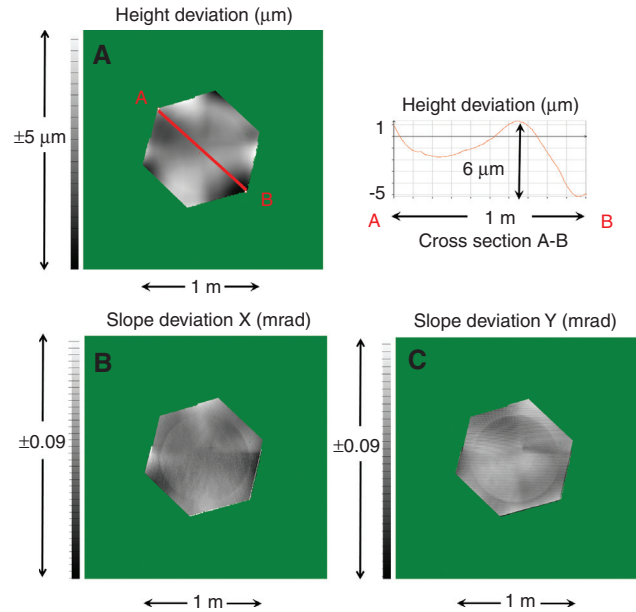 Height deviation (µm)
A
A
B
±5 µm
1 m
Height deviation (µm)
1
6 µm
-5
A
1 m
B
Cross section A-B
Slope deviation X (mrad)
B
±0.09
1 m
Slope deviation Y (mrad)
C
±0.09
1 m